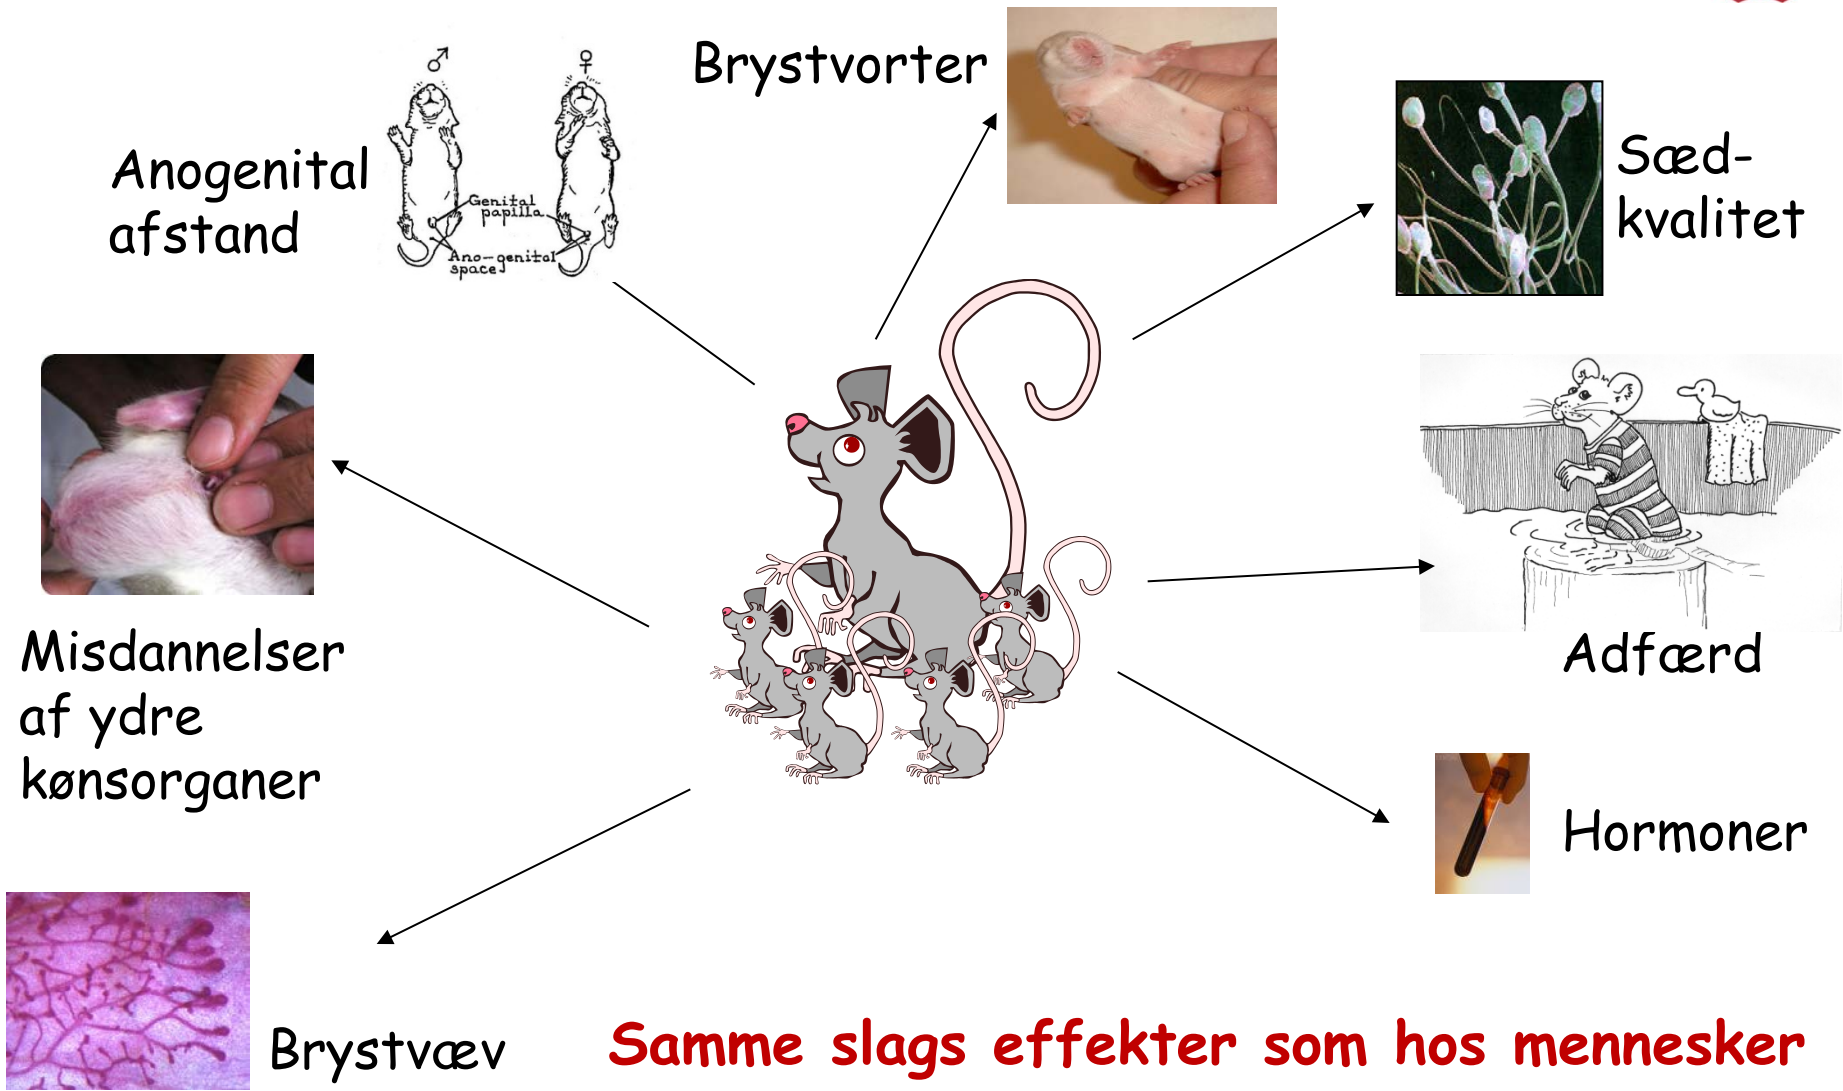 Brystvorter
♂ ♀
Anogenital
afstand
Genital
papilla
Ano-genital
space
Sæd-
kvalitet
Misdannelser
af ydre
kønsorganer
Adfærd
Hormoner
Brystvæv
Samme slags effekter som hos mennesker